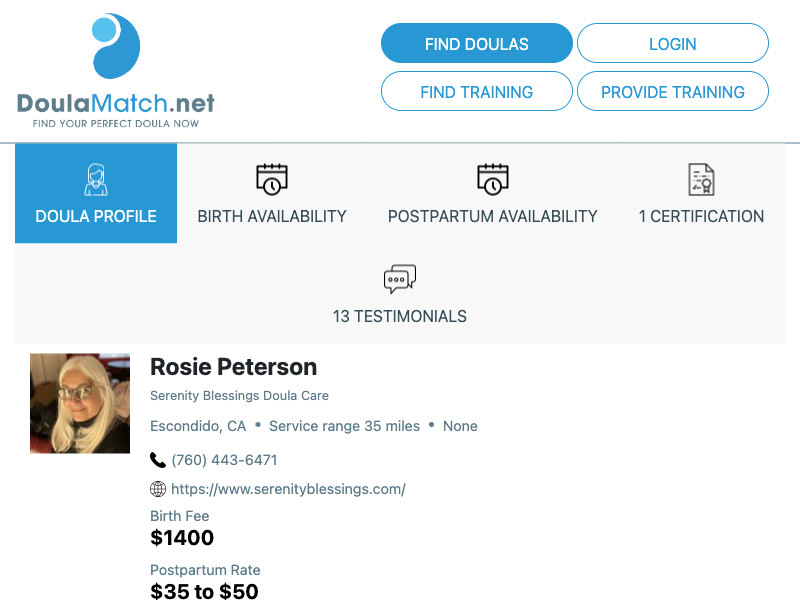 DoulaMatch.net
FIND YOUR PERFECT DOULA NOW
FIND DOULAS
LOGIN
FIND TRAINING
PROVIDE TRAINING
DOULA PROFILE
BIRTH AVAILABILITY
POSTPARTUM AVAILABILITY
1 CERTIFICATION
13 TESTIMONIALS
Rosie Peterson
Serenity Blessings Doula Care
Escondido, CA • Service range 35 miles • None
(760) 443-6471
https://www.serenityblessings.com/
Birth Fee
$1400
Postpartum Rate
$35 to $50